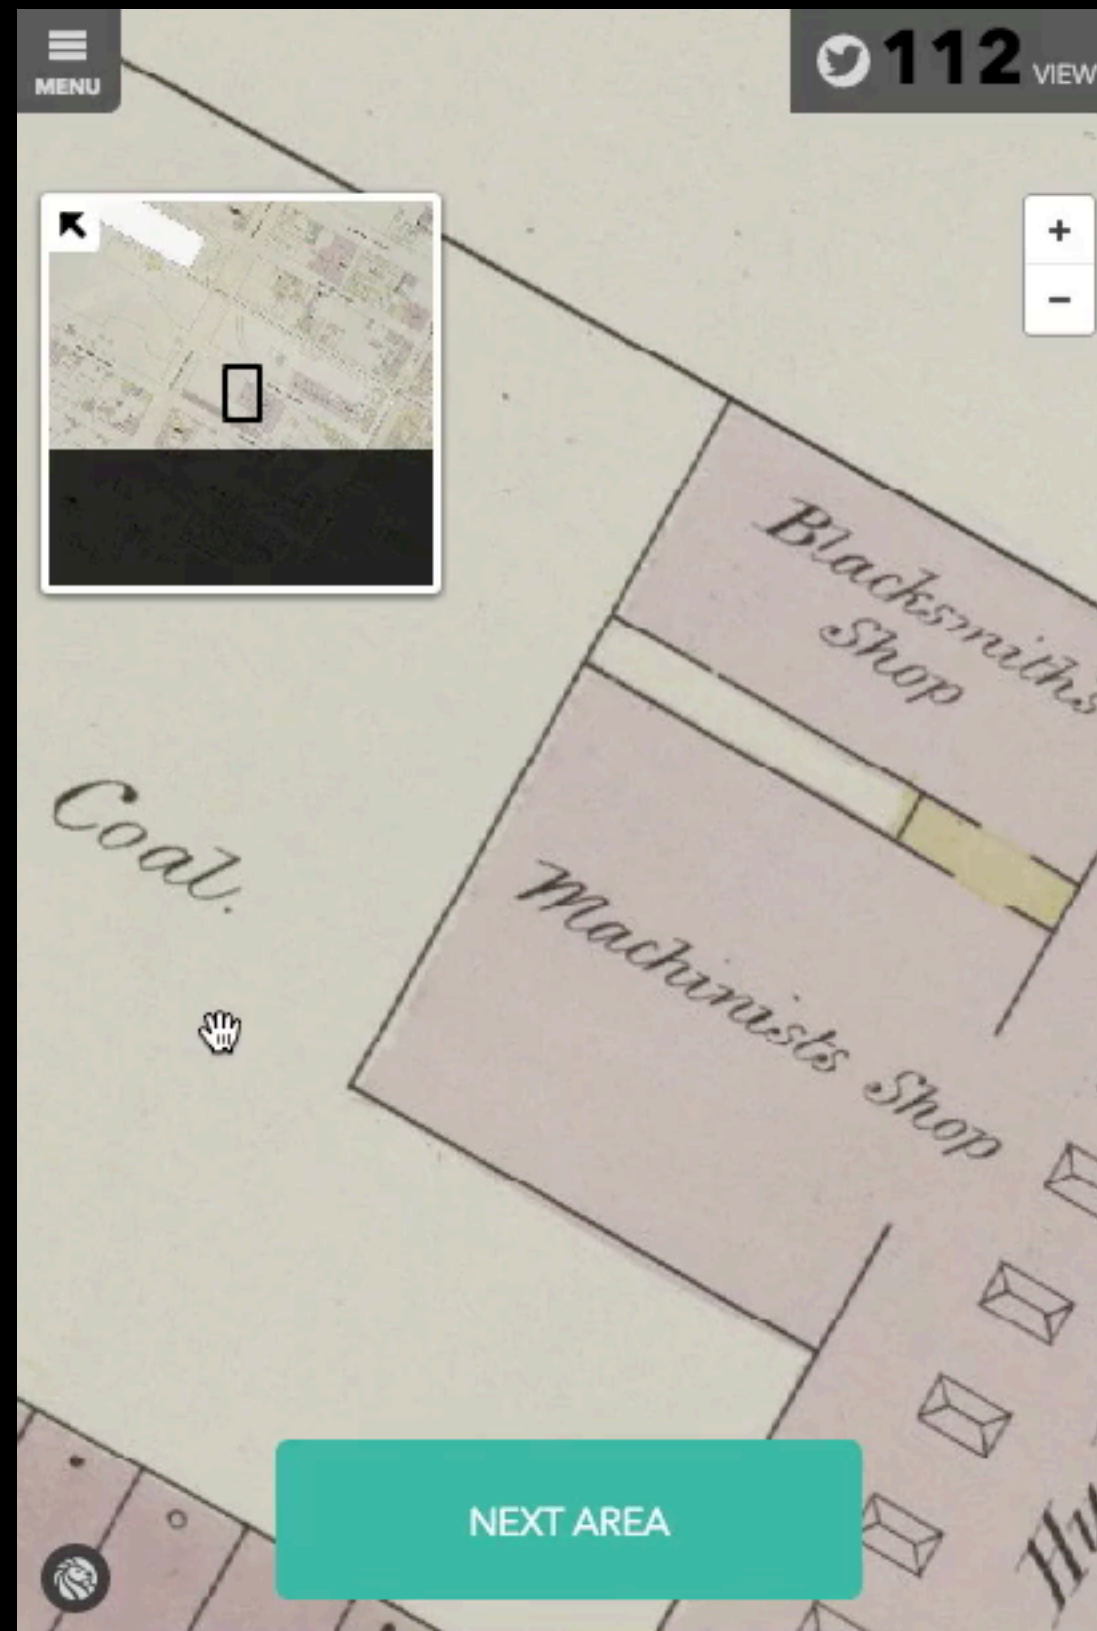 MENU
112 VIEW
+
−
Blacksmiths
Shop
Coal.
Machinists Shop
NEXT AREA